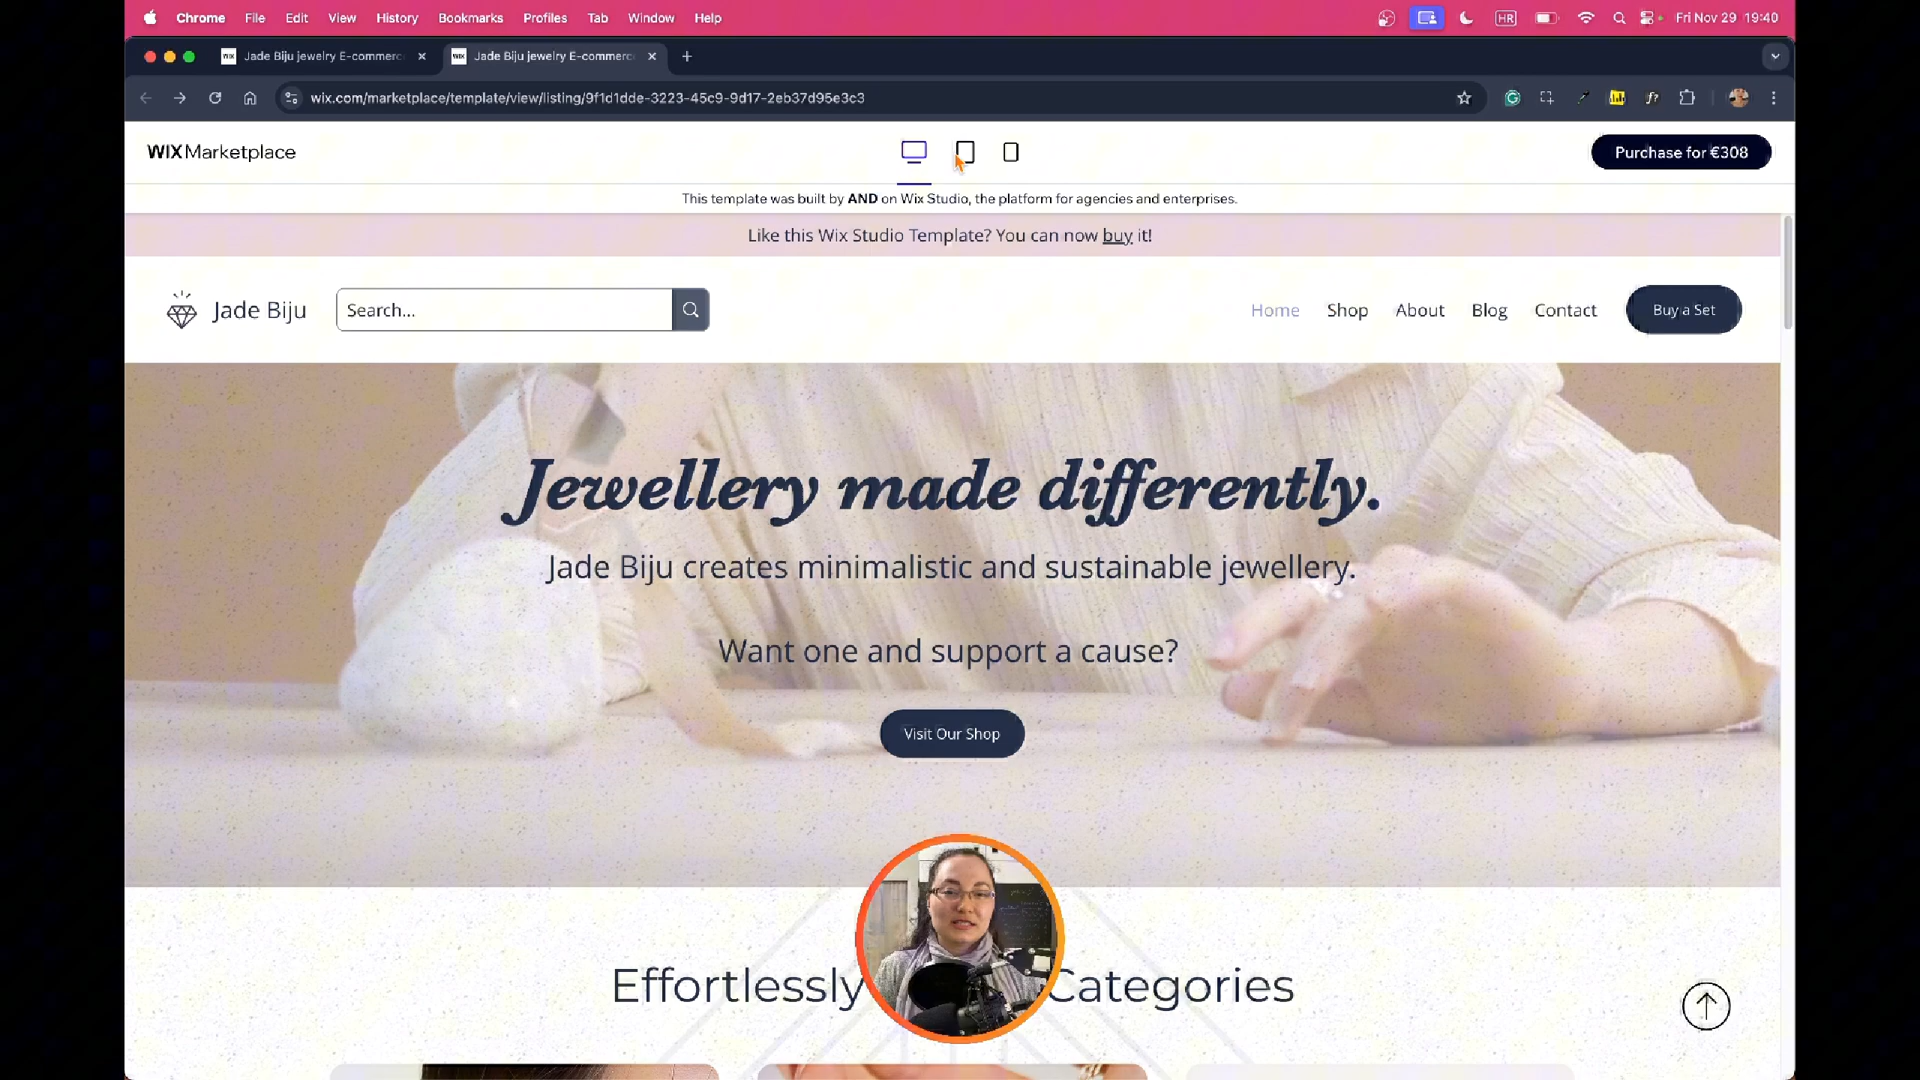 Chrome File Edit View History Bookmarks Profiles Tab Window Help
HR Fri Nov 29 19:40
WIX Jade Biju jewelry E-commerc
WIX Jade Biju jewelry E-commerc
wix.com/marketplace/template/view/listing/9f1d1dde-3223-45c9-9d17-2eb37d95e3c3
WIX Marketplace
Purchase for €308
This template was built by AND on Wix Studio, the platform for agencies and enterprises.
Like this Wix Studio Template? You can now buy it!
Jade Biju
Search...
Home Shop About Blog Contact
Buy a Set
Jewellery made differently.
Jade Biju creates minimalistic and sustainable jewellery.
Want one and support a cause?
Visit Our Shop
Effortlessly Categories